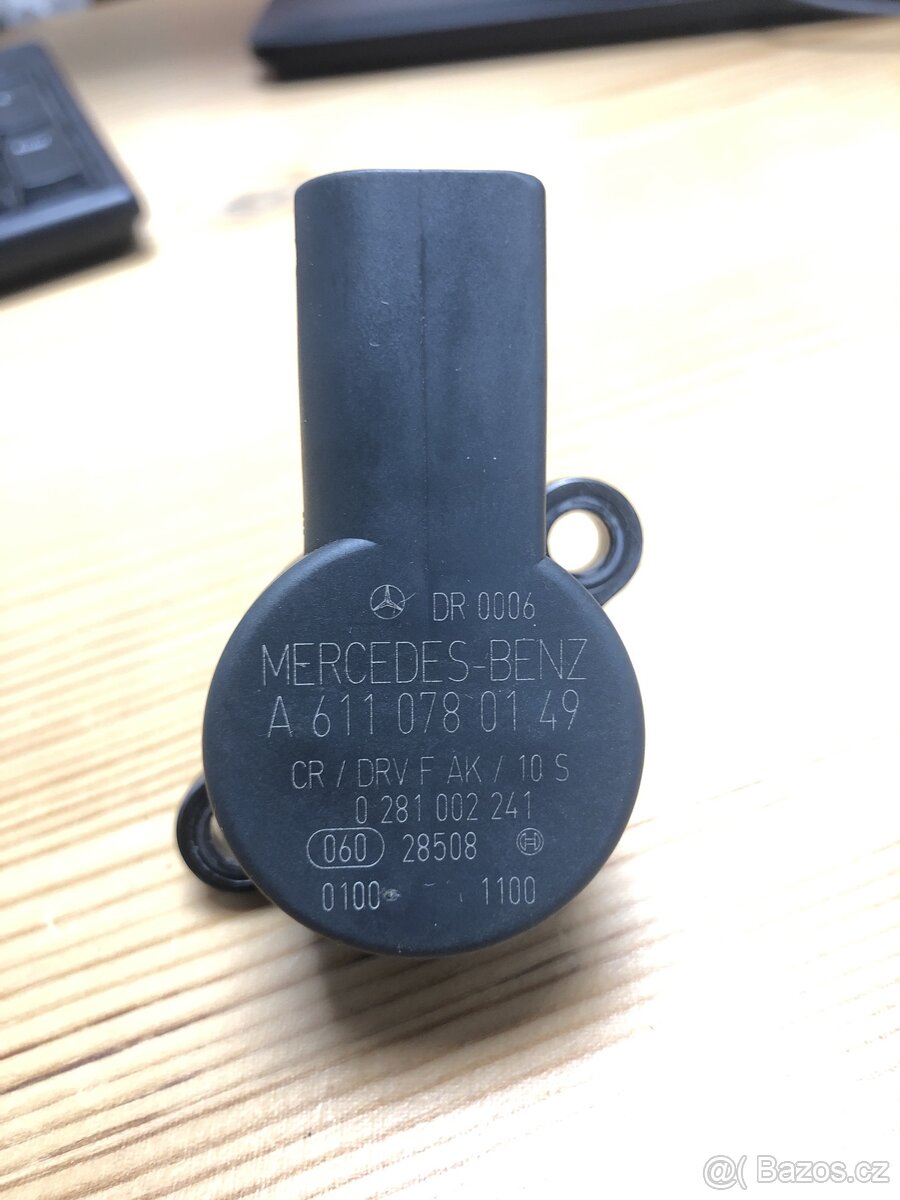 DR 0006
MERCEDES-BENZ
A 611 078 01 49
CR / DRV F AK / 10 S
0 281 002 241
060 28508
0100 1100
@( Bazos.cz